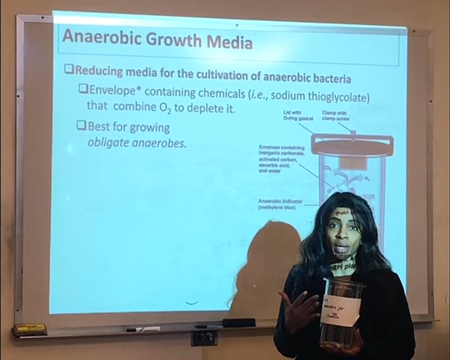 Anaerobic Growth Media
❑Reducing media for the cultivation of anaerobic bacteria
❑Envelope* containing chemicals (i.e., sodium thioglycolate)
that combine O₂ to deplete it.
❑Best for growing
obligate anaerobes.
Lid with
O-ring gasket
Clamp with
clamp screw
Envelope containing
inorganic carbonate,
activated carbon,
ascorbic acid,
and water
Anaerobic indicator
(methylene blue)